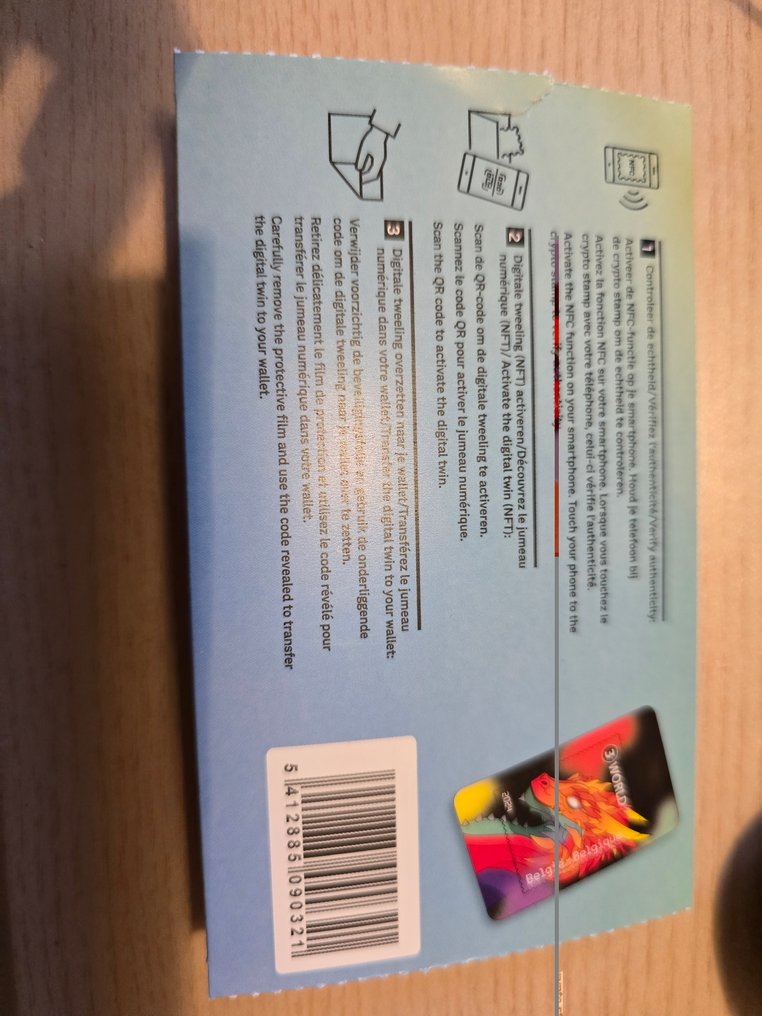 1 Controleer de echtheid/Vérifiez l'authenticité/Verify authenticity:
Activeer de NFC-functie op je smartphone. Houd je telefoon bij
de crypto stamp om de echtheid te controleren.
Activez la fonction NFC sur votre smartphone. Lorsque vous touchez le
crypto stamp avec votre téléphone, celui-ci vérifie l'authenticité.
Activate the NFC function on your smartphone. Touch your phone to the
crypto stamp
NFC
2 Digitale tweeling (NFT) activeren/Découvrez le jumeau
numérique (NFT)/ Activate the digital twin (NFT):
Scan de QR-code om de digitale tweeling te activeren.
Scannez le code QR pour activer le jumeau numérique.
Scan the QR code to activate the digital twin.
3 Digitale tweeling overzetten naar je wallet/Transférez le jumeau
numérique dans votre wallet/Transfer the digital twin to your wallet:
Verwijder voorzichtig de beveiligingsfolie en gebruik de onderliggende
code om de digitale tweeling naar je wallet over te zetten.
Retirez délicatement le film de protection et utilisez le code révélé pour
transférer le jumeau numérique dans votre wallet.
Carefully remove the protective film and use the code revealed to transfer
the digital twin to your wallet.
3 WORLD
2024
België-Belgique
5 412885 090321